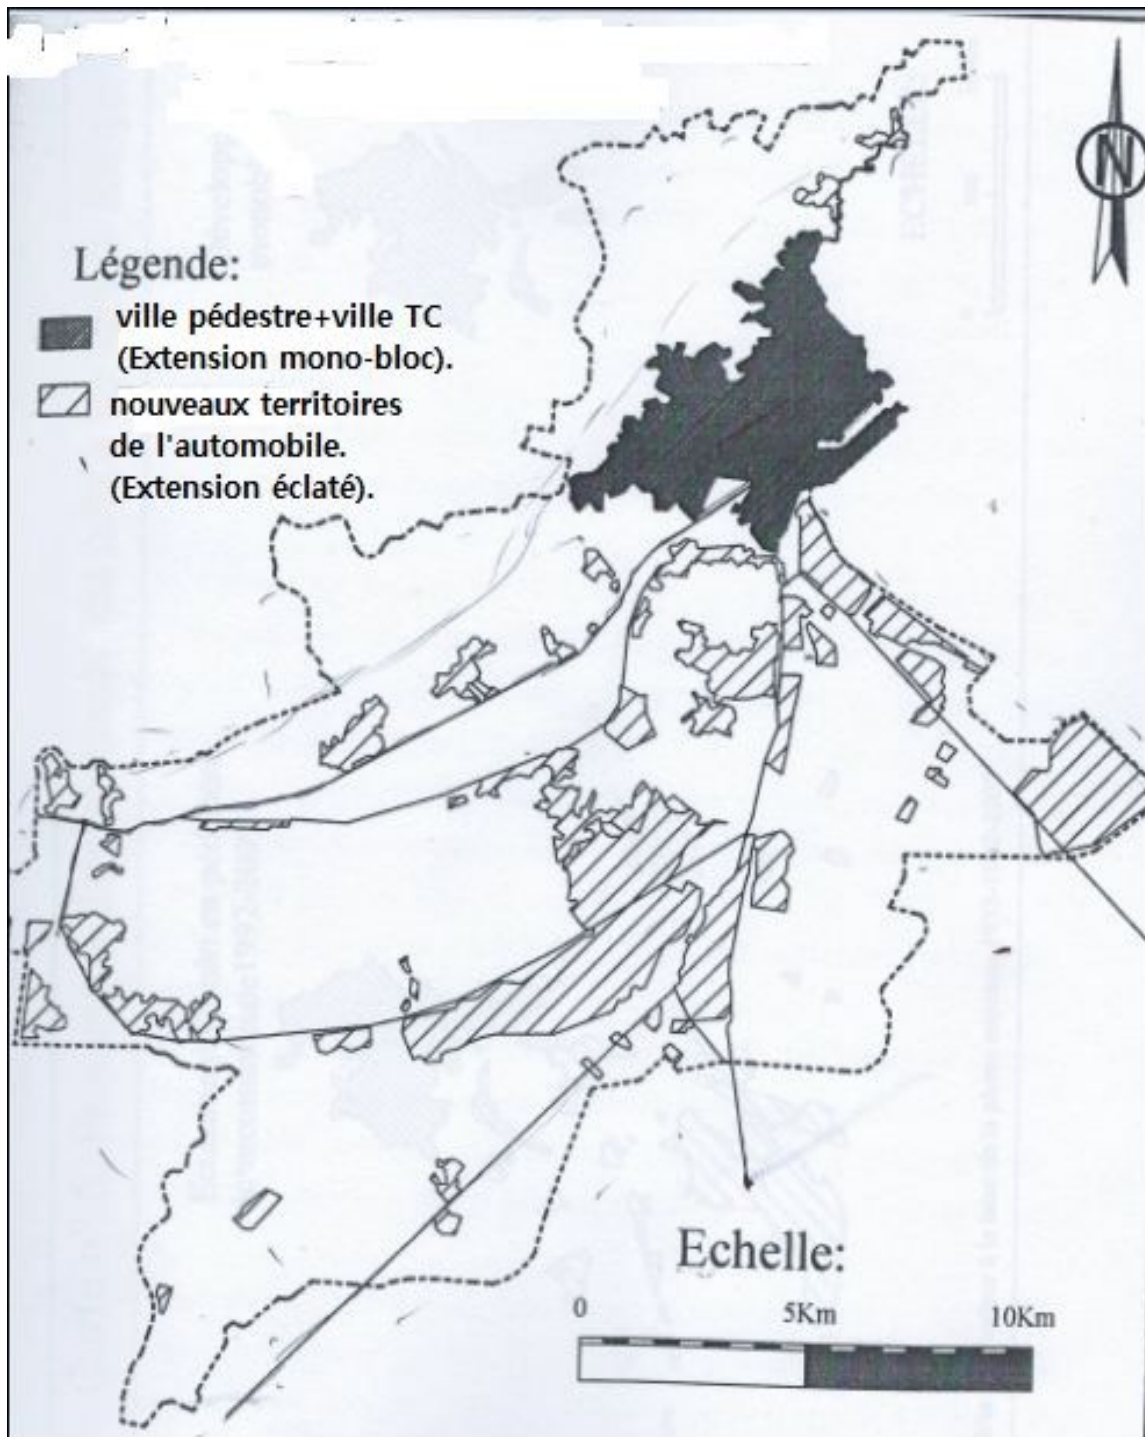 N
Légende:
ville pédestre+ville TC
(Extension mono-bloc).
nouveaux territoires
de l'automobile.
(Extension éclaté).
Echelle:
0 5Km 10Km